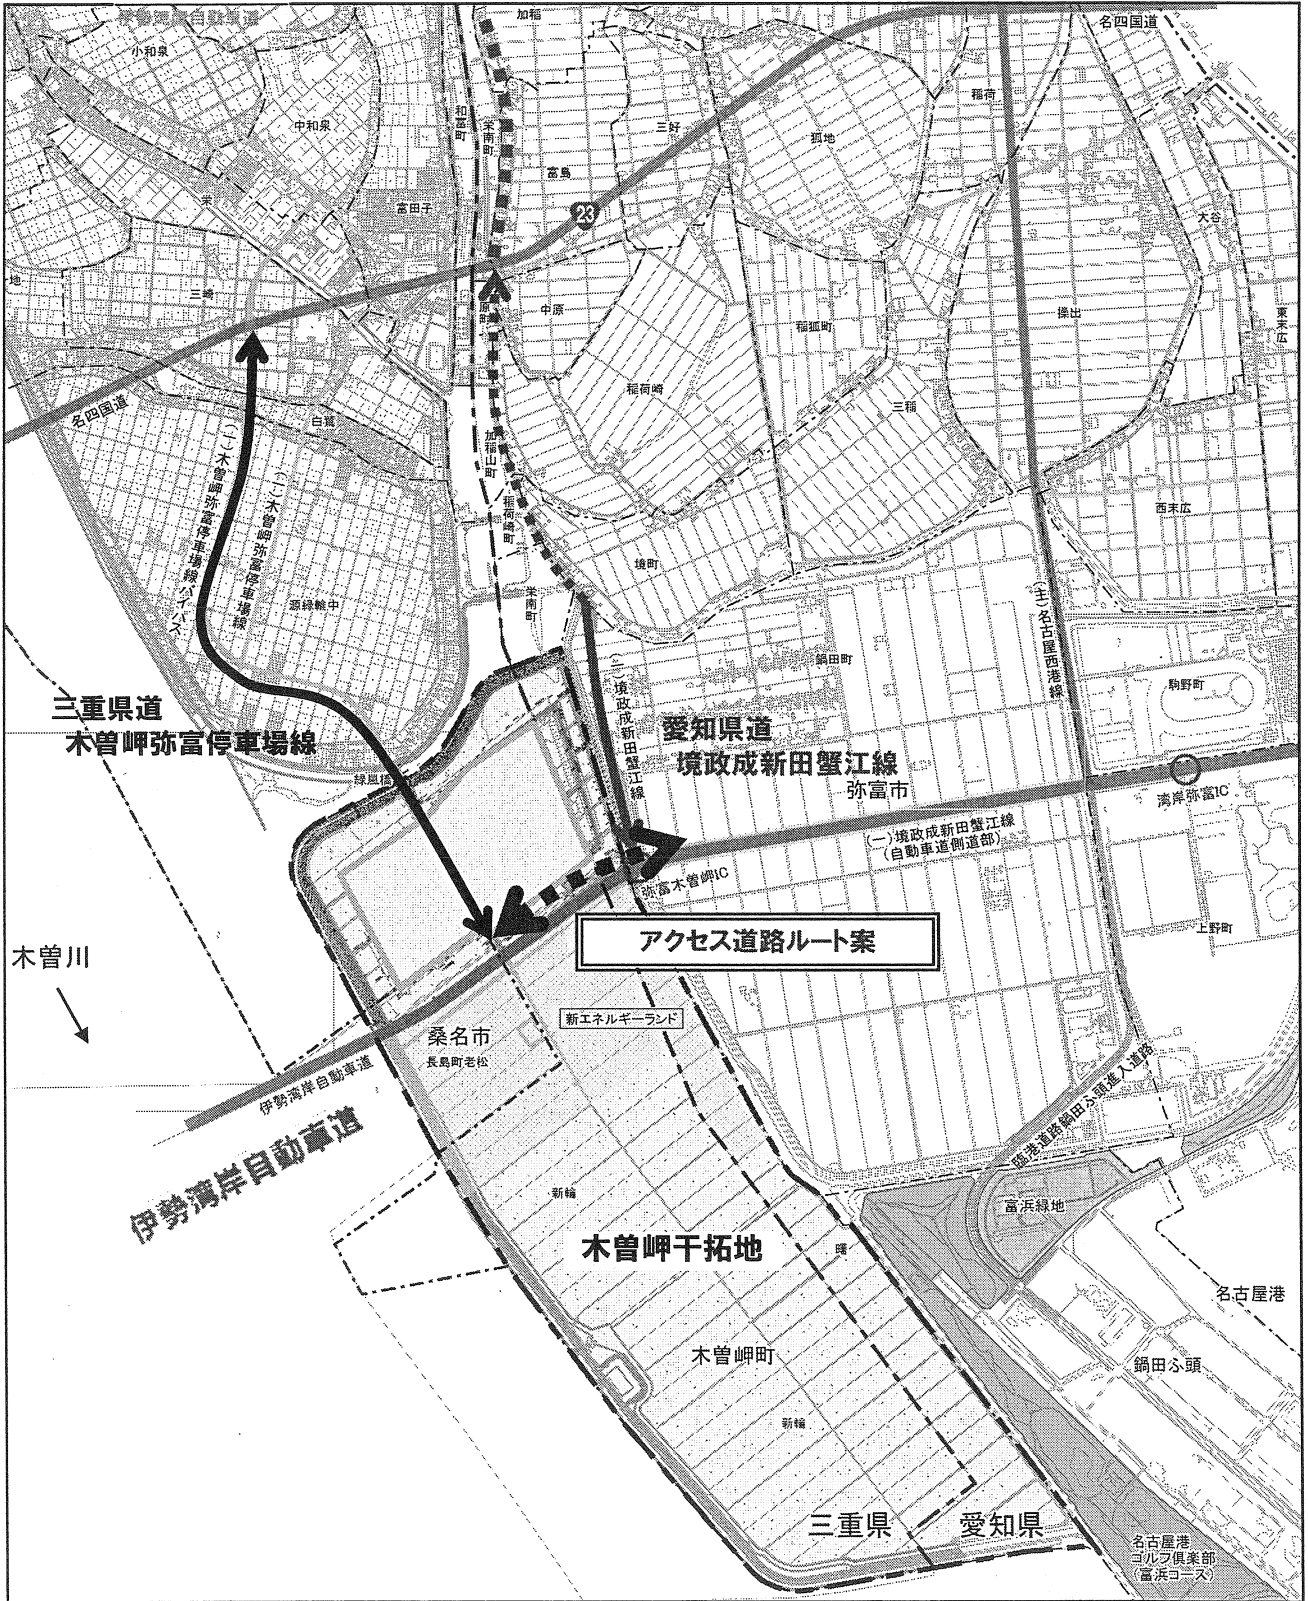 伊勢湾岸自動車道
加稲
名四国道
小和泉
稲荷
和富町
中和泉
栄南町
三好
狐地
富島
栄
富田子
23
大谷
地
三崎
原町
中原
稲狐町
操出
東末広
稲荷崎
三稲
名四国道
白鷺
加稲山町
(一)木曽岬弥富停車場線バイパス
(一)木曽岬弥富停車場線
稲荷崎町
西末広
境町
源緑輪中
栄南町
(主)名古屋西港線
鍋田町
駒野町
(一)境政成新田蟹江線
三重県道
木曽岬弥富停車場線
愛知県道
境政成新田蟹江線
弥富市
緑風橋
湾岸弥富IC
(一)境政成新田蟹江線
(自動車道側道部)
弥富木曽岬IC
アクセス道路ルート案
上野町
木曽川
新エネルギーランド
桑名市
長島町老松
伊勢湾岸自動車道
臨港道路鍋田ふ頭進入道路
伊勢湾岸自動車道
新輪
富浜緑地
木曽岬干拓地
曙
名古屋港
木曽岬町
鍋田ふ頭
新輪
三重県
愛知県
名古屋港
ゴルフ倶楽部
(富浜コース)